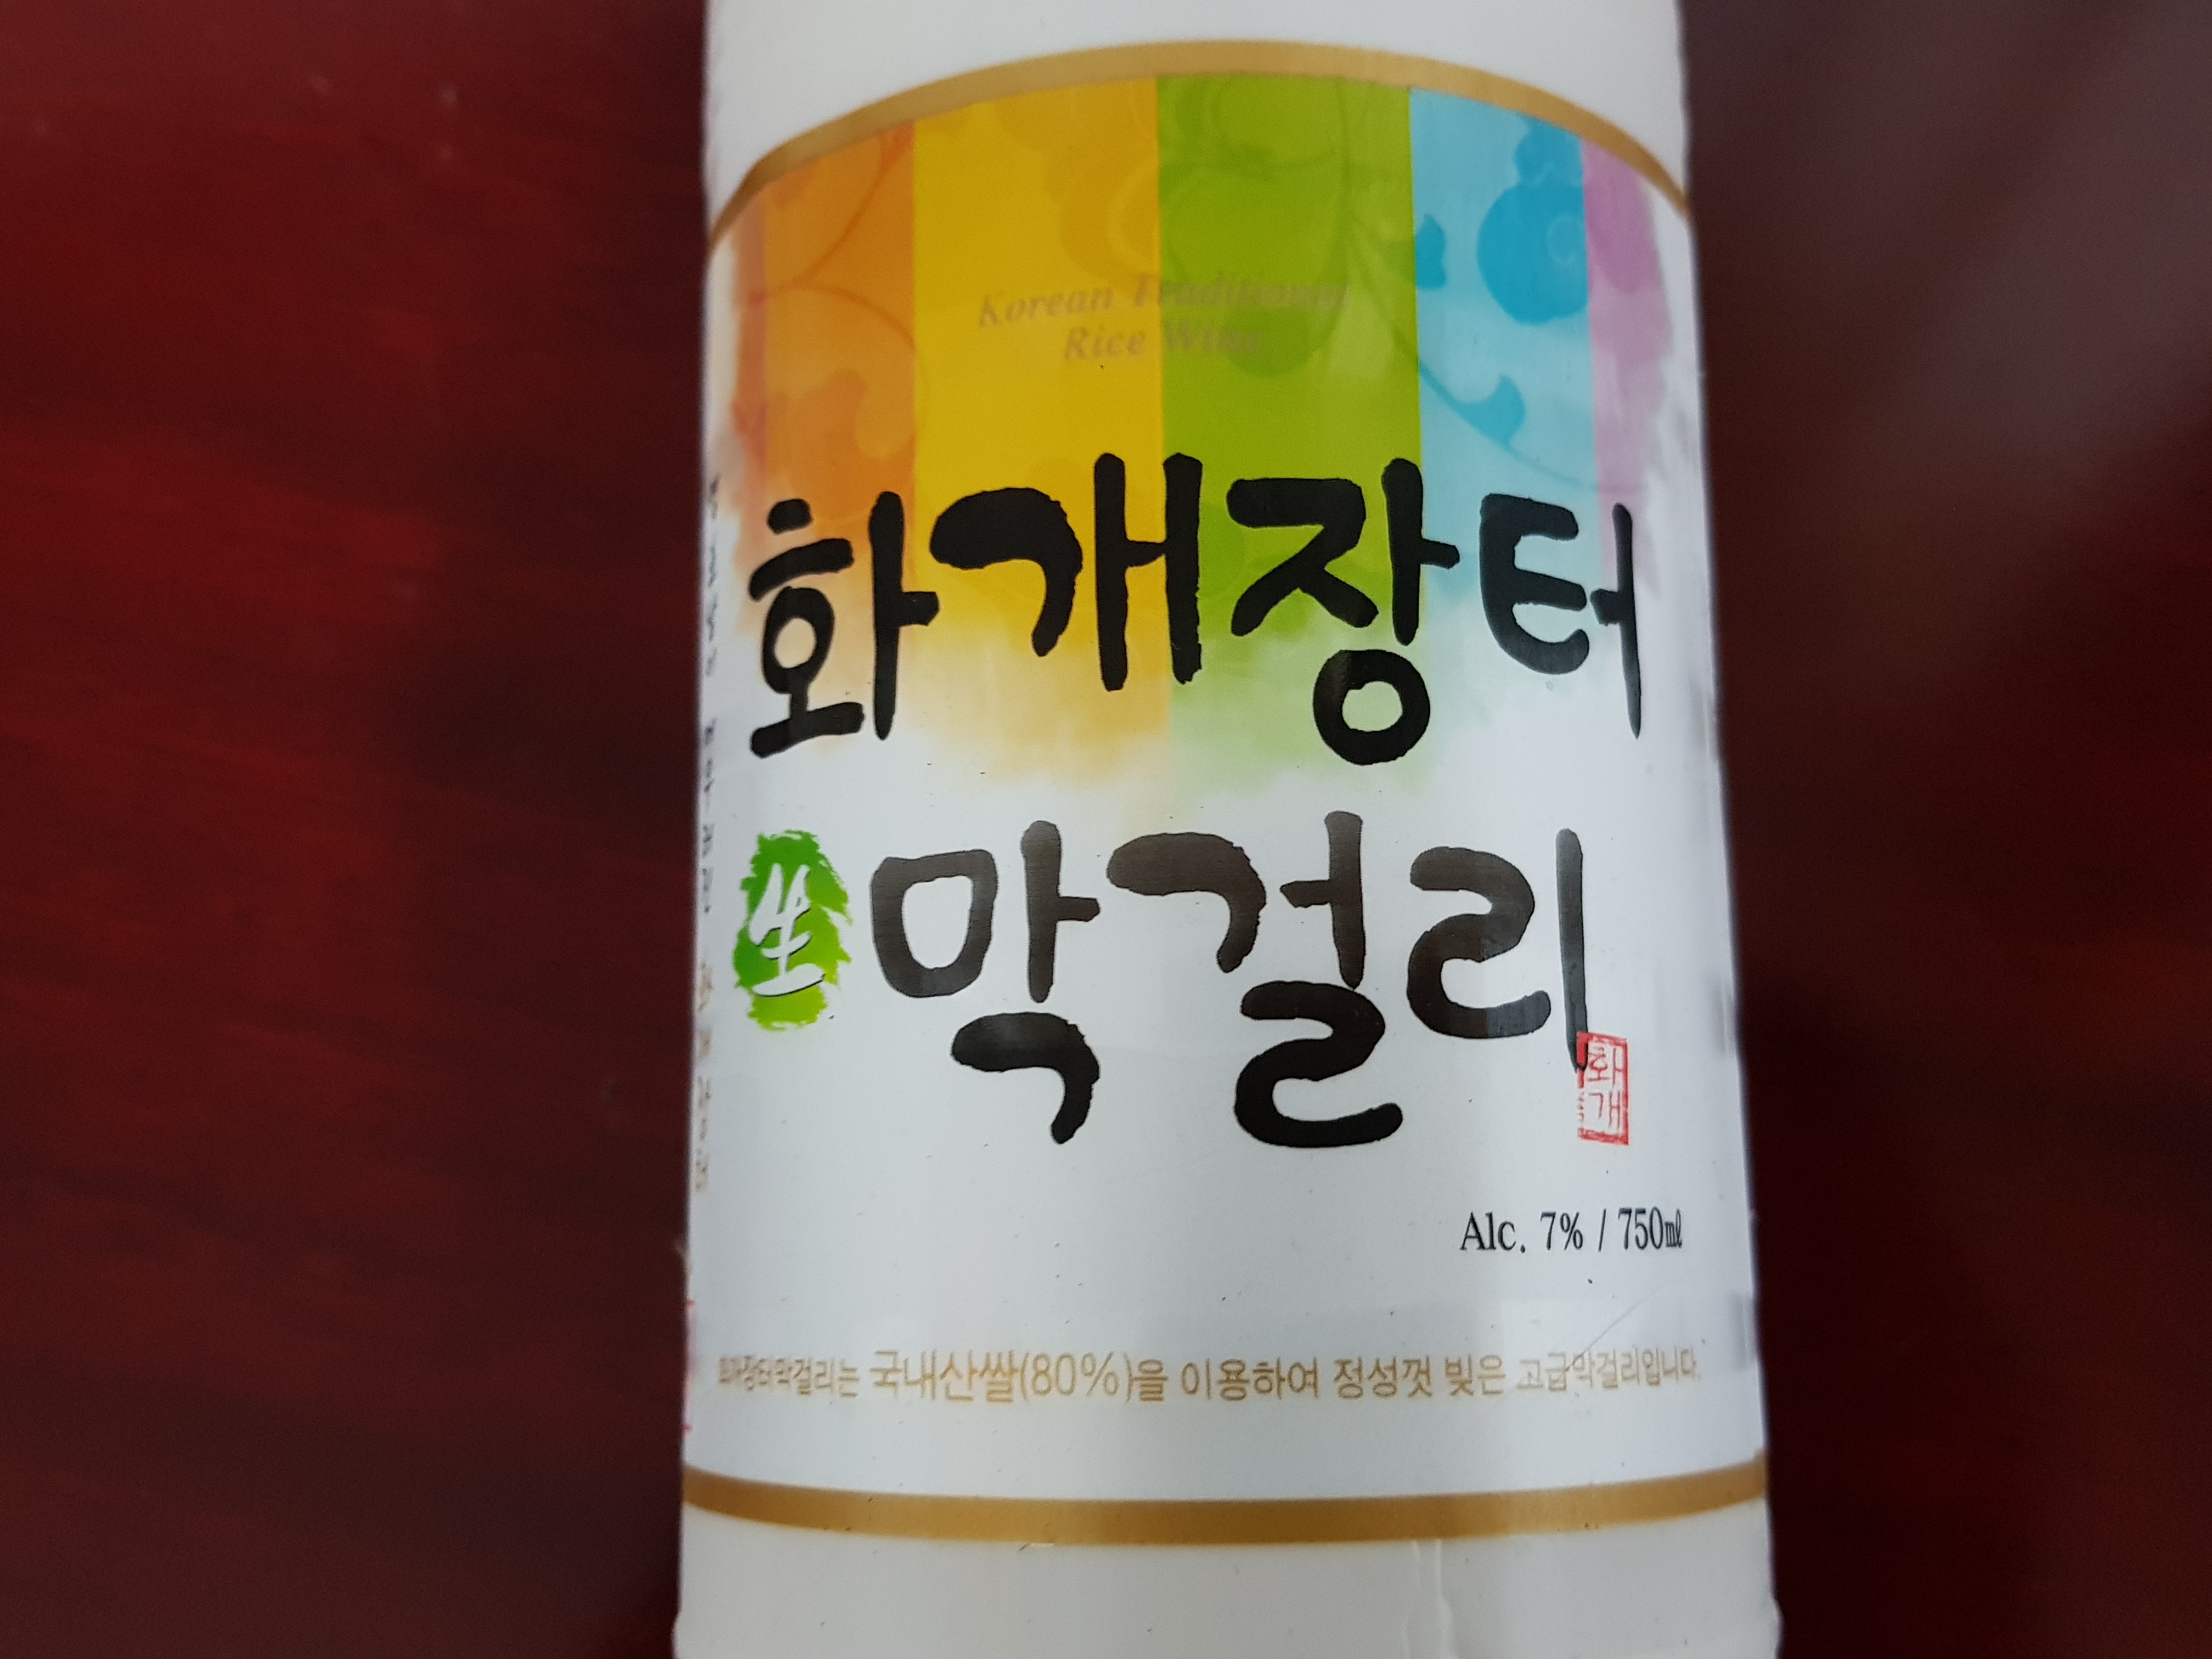 Korean Traditional
Rice Wine
화개장터
生 막걸리
화개
Alc. 7% / 750㎖
화개장터막걸리는 국내산쌀(80%)을 이용하여 정성껏 빚은 고급막걸리입니다.